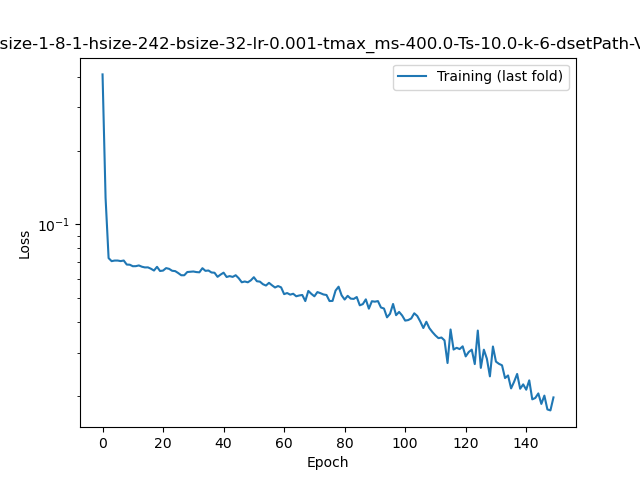 size-1-8-1-hsize-242-bsize-32-lr-0.001-tmax_ms-400.0-Ts-10.0-k-6-dsetPath-V
Training (last fold)
10⁻¹
Loss
0 20 40 60 80 100 120 140
Epoch